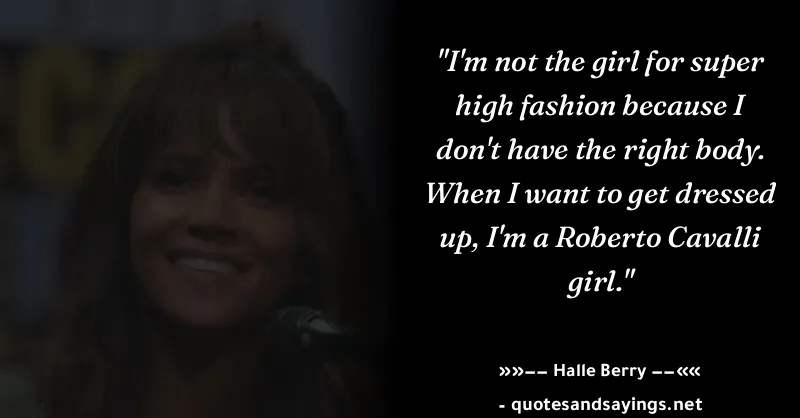 "I'm not the girl for super
high fashion because I
don't have the right body.
When I want to get dressed
up, I'm a Roberto Cavalli
girl."
»»–– Halle Berry ––««
- quotesandsayings.net